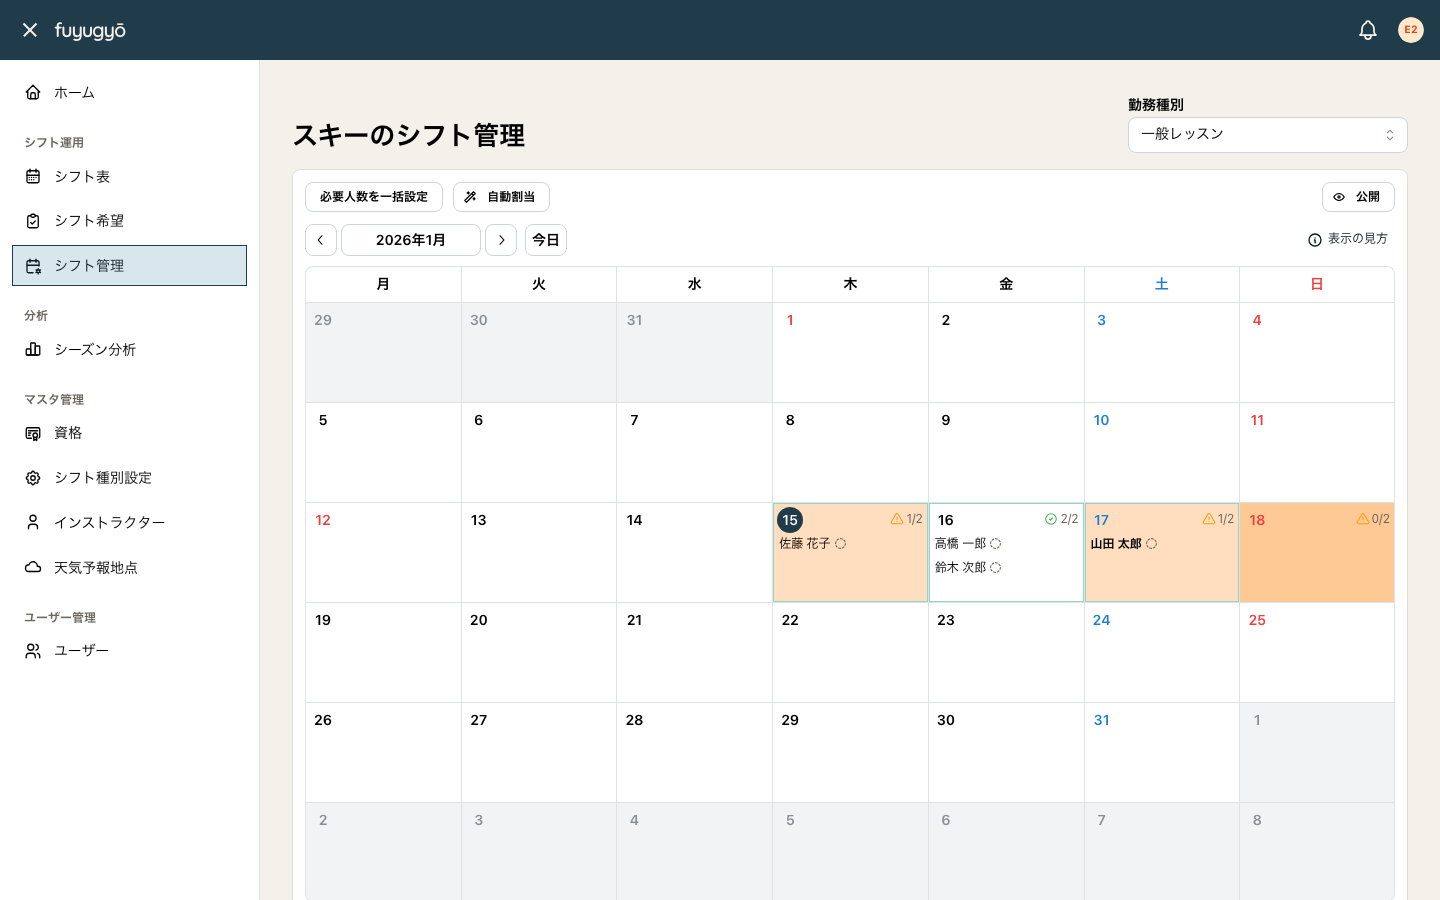 fuyugyō
E2
ホーム
シフト運用
シフト表
シフト希望
シフト管理
分析
シーズン分析
マスタ管理
資格
シフト種別設定
インストラクター
天気予報地点
ユーザー管理
ユーザー
スキーのシフト管理
勤務種別
一般レッスン
必要人数を一括設定
自動割当
公開
2026年1月
今日
表示の見方
月 火 水 木 金 土 日
29 30 31 1 2 3 4
5 6 7 8 9 10 11
12 13 14 15 1/2 16 2/2 17 1/2 18 0/2
佐藤 花子 高橋 一郎 山田 太郎
鈴木 次郎
19 20 21 22 23 24 25
26 27 28 29 30 31 1
2 3 4 5 6 7 8